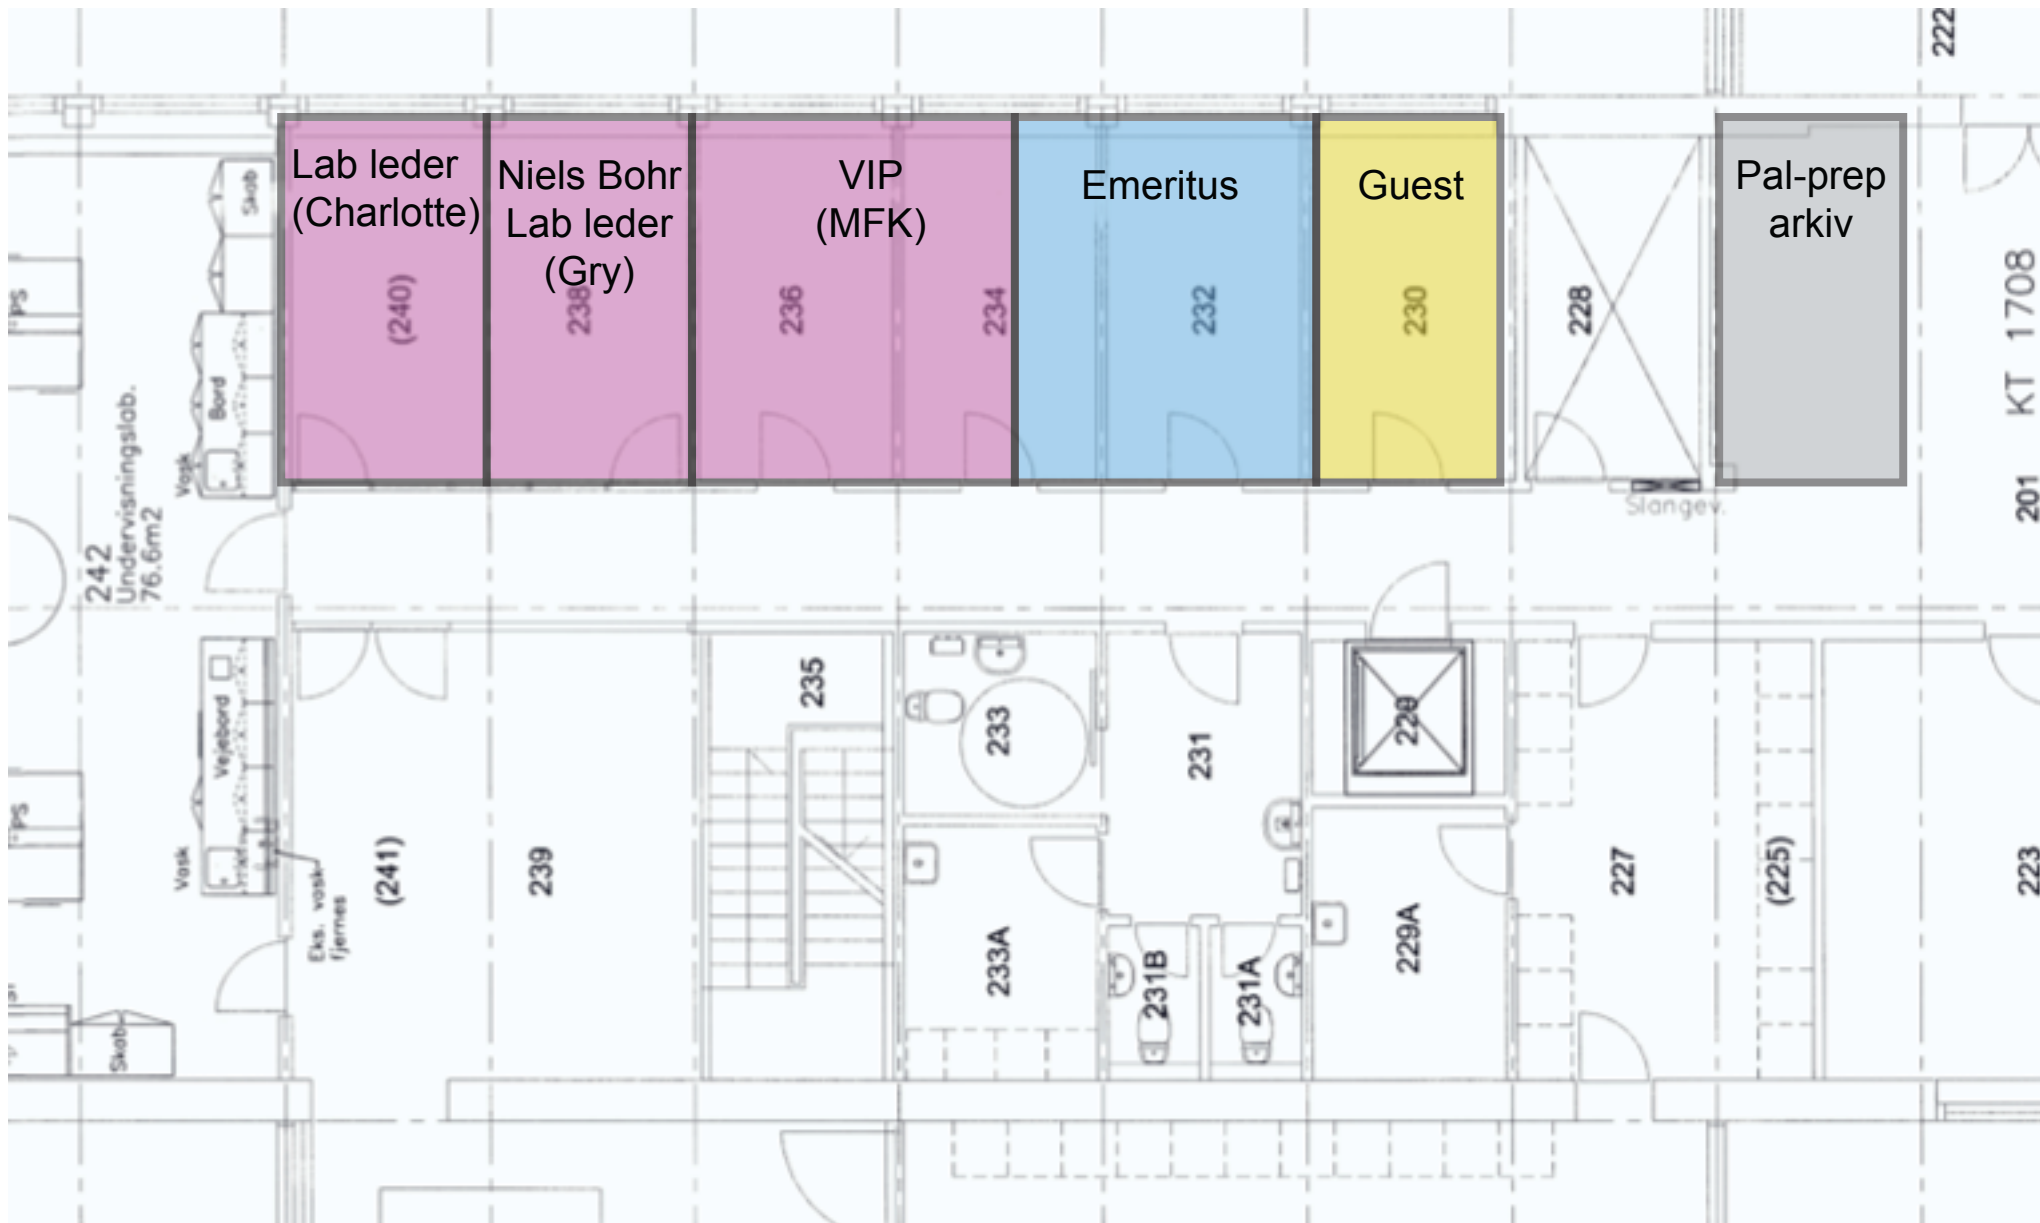 222
Lab leder
(Charlotte)
Niels Bohr
Lab leder
(Gry)
VIP
(MFK)
Emeritus
Guest
Pal-prep
arkiv
Skab
(240)
238
236
234
232
230
228
201 KT 1708
PS
Bord
Vask
Slangev.
242
Undervisningslab.
76.6m2
Vejebord
235
233
231
229
PS
Vask
Eks. vask
fjernes
(241)
239
233A
231B
231A
229A
227
(225)
223
Skab